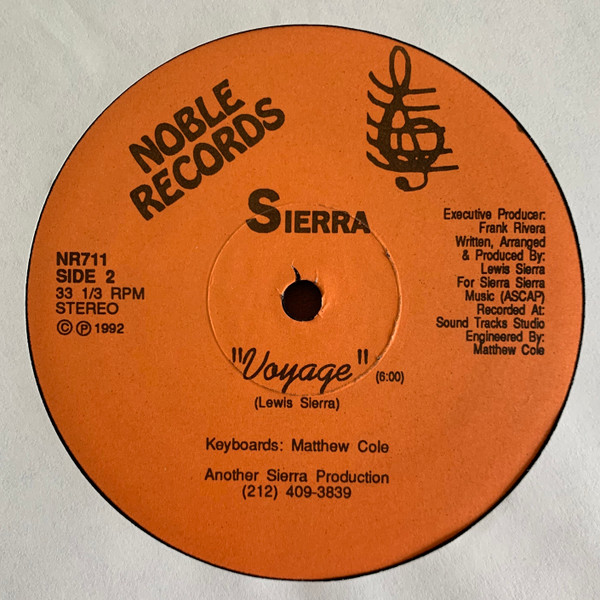 NOBLE
RECORDS
SIERRA
NR711
SIDE 2
33 1/3 RPM
STEREO
© ℗ 1992
Executive Producer:
Frank Rivera
Written, Arranged
& Produced By:
Lewis Sierra
For Sierra Sierra
Music (ASCAP)
Recorded At:
Sound Tracks Studio
Engineered By:
Matthew Cole
"Voyage" (6:00)
(Lewis Sierra)
Keyboards: Matthew Cole
Another Sierra Production
(212) 409-3839